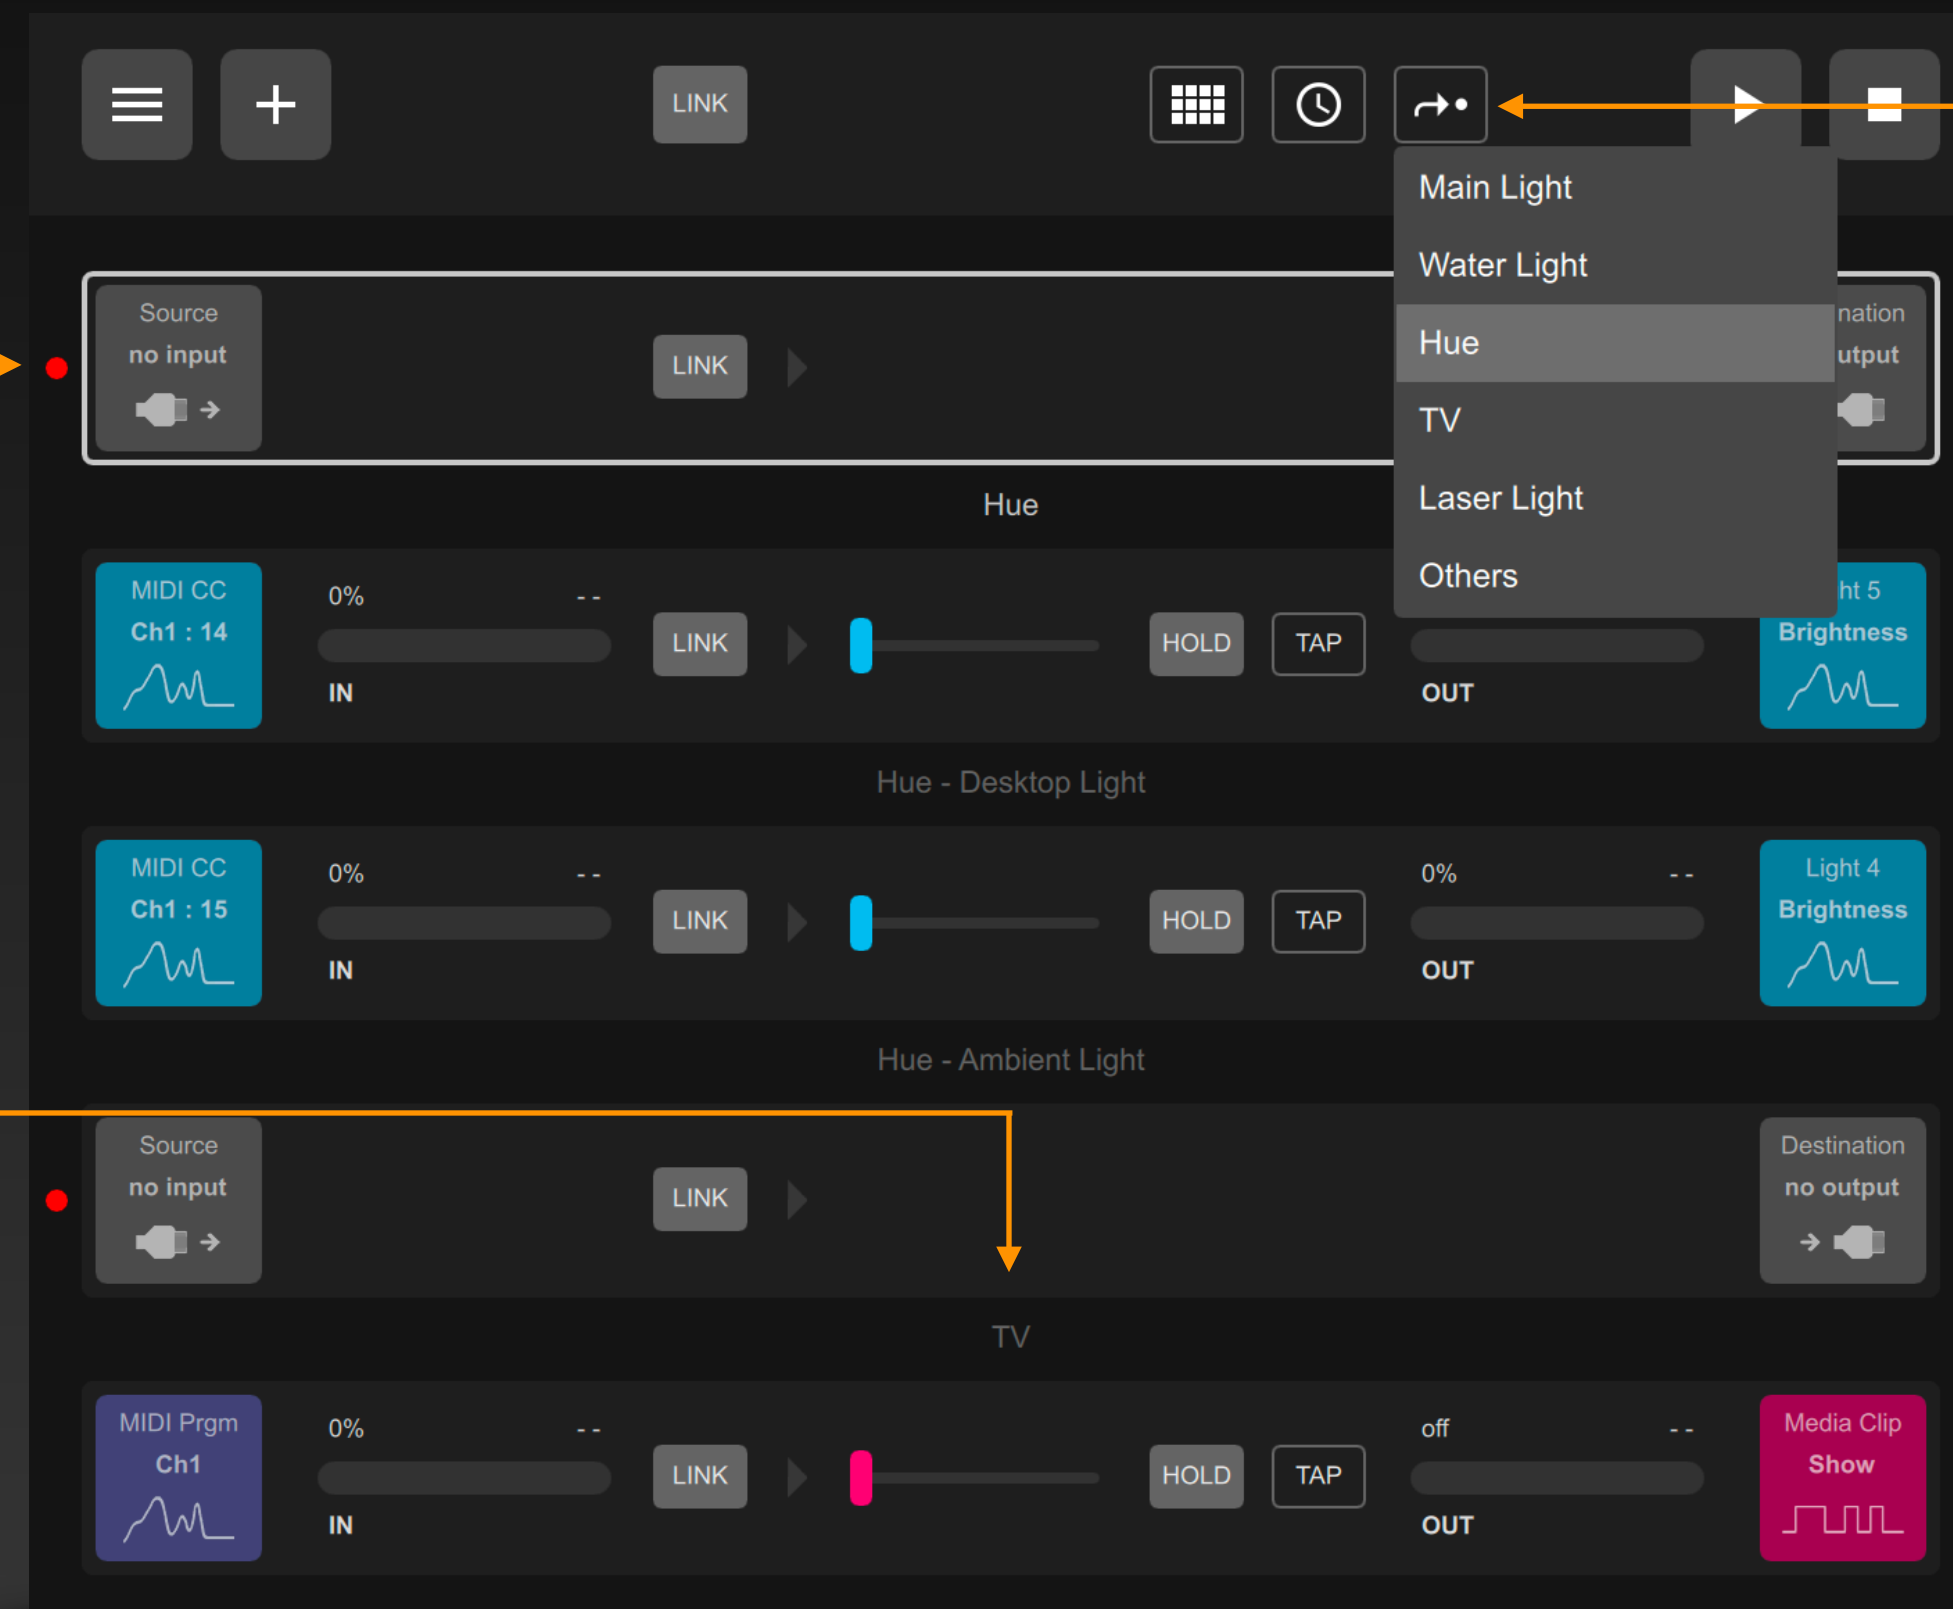 LINK
Main Light
Water Light
Hue
TV
Laser Light
Others
Source
no input
LINK
nation
utput
Hue
MIDI CC
Ch1 : 14
0% - -
IN
LINK
HOLD
TAP
OUT
ht 5
Brightness
Hue - Desktop Light
MIDI CC
Ch1 : 15
0% - -
IN
LINK
HOLD
TAP
0% - -
OUT
Light 4
Brightness
Hue - Ambient Light
Source
no input
LINK
Destination
no output
TV
MIDI Prgm
Ch1
0% - -
IN
LINK
HOLD
TAP
off - -
OUT
Media Clip
Show